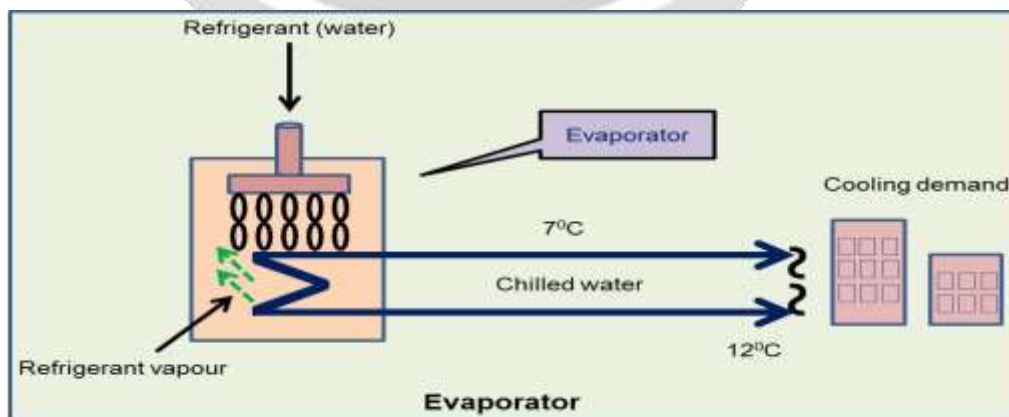 Refrigerant (water)
Evaporator
Cooling demand
7⁰C
Chilled water
12⁰C
Refrigerant vapour
Evaporator